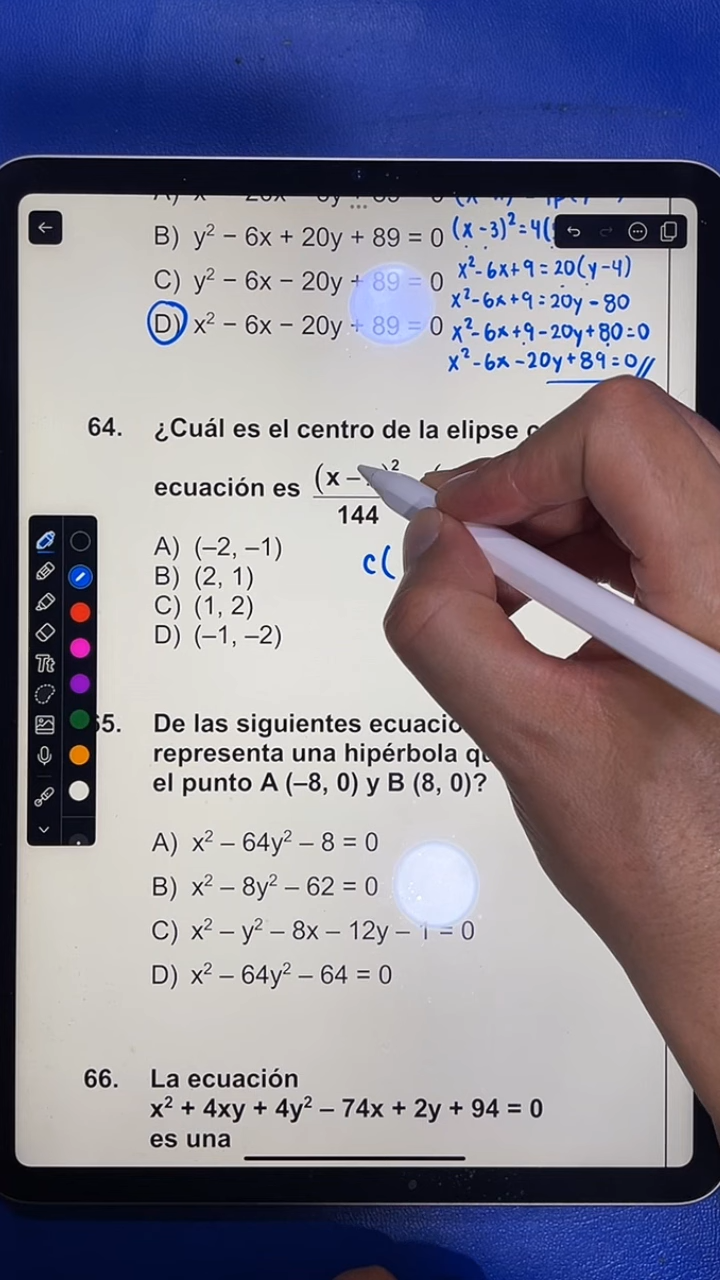 B) y² – 6x + 20y + 89 = 0
(x - 3)² = 4(
C) y² – 6x – 20y + 89 = 0
x² - 6x + 9 = 20(y - 4)
x² - 6x + 9 = 20y - 80
D) x² – 6x – 20y + 89 = 0
x² - 6x + 9 - 20y + 80 = 0
x² - 6x - 20y + 89 = 0//
64. ¿Cuál es el centro de la elipse
ecuación es (x –
)²
144
A) (–2, –1)
c(
B) (2, 1)
C) (1, 2)
D) (–1, –2)
Tt
5. De las siguientes
representa una hipérbola
el punto A (–8, 0) y B (8, 0)?
A) x² – 64y² – 8 = 0
B) x² – 8y² – 62 = 0
C) x² – y² – 8x – 12y – 1 = 0
D) x² – 64y² – 64 = 0
66. La ecuación
x² + 4xy + 4y² – 74x + 2y + 94 = 0
es una